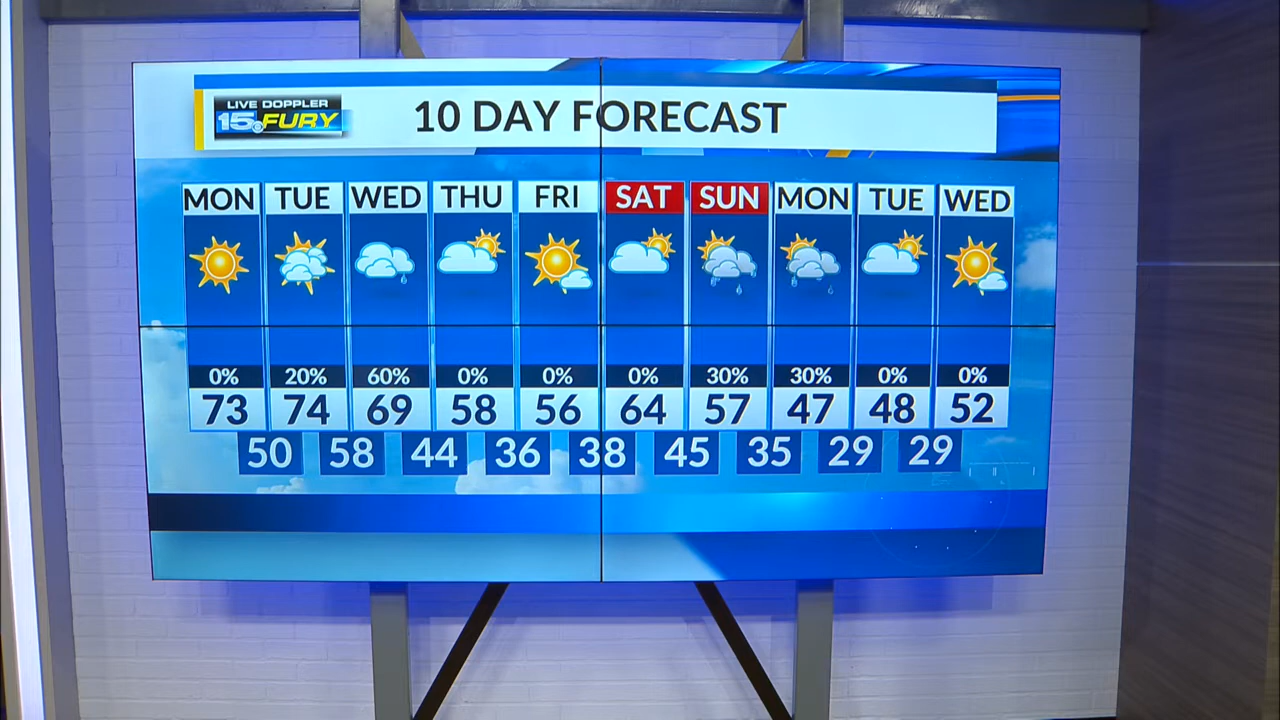 LIVE DOPPLER
15 FURY
10 DAY FORECAST
MON TUE WED THU FRI SAT SUN MON TUE WED
0% 20% 60% 0% 0% 0% 30% 30% 0% 0%
73 74 69 58 56 64 57 47 48 52
50 58 44 36 38 45 35 29 29